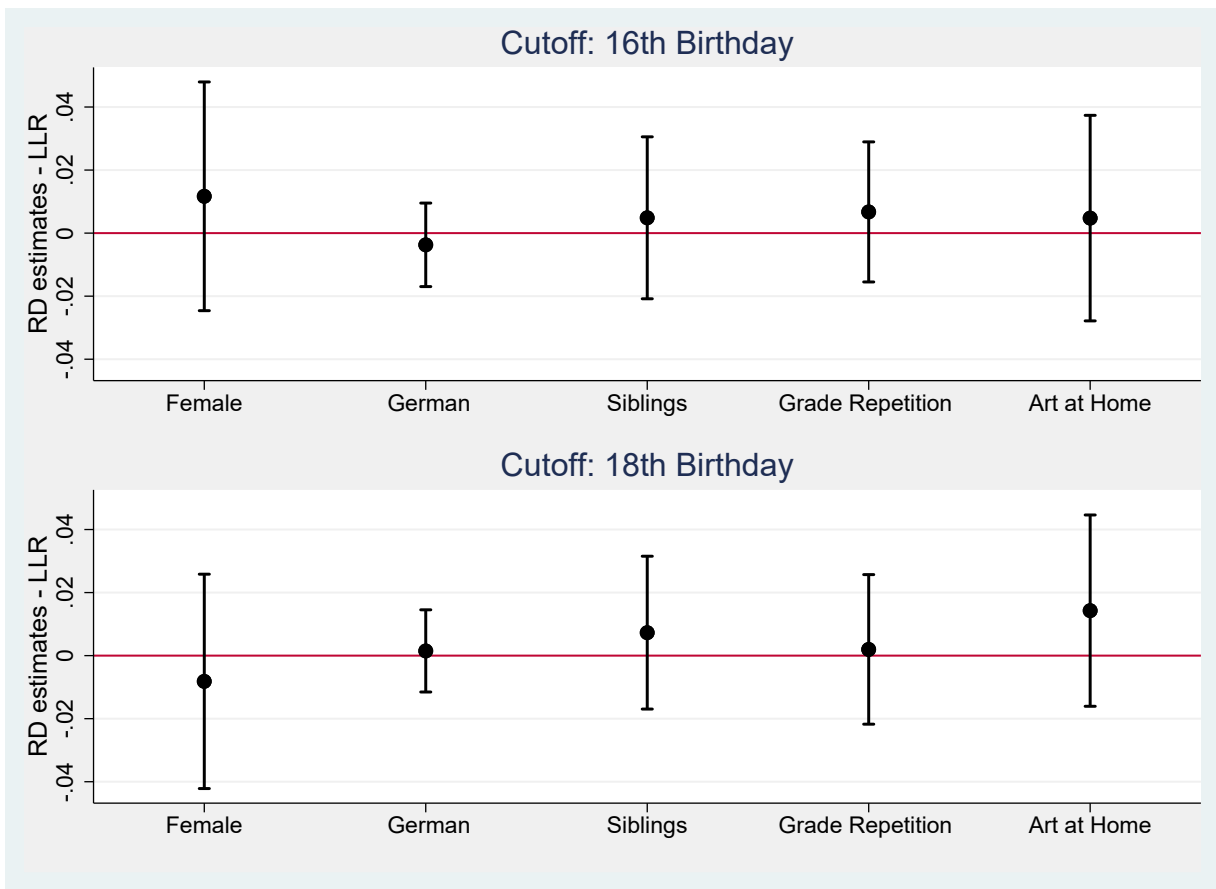 Cutoff: 16th Birthday
RD estimates - LLR
.04
.02
0
-.02
-.04
Female German Siblings Grade Repetition Art at Home
Cutoff: 18th Birthday
RD estimates - LLR
.04
.02
0
-.02
-.04
Female German Siblings Grade Repetition Art at Home